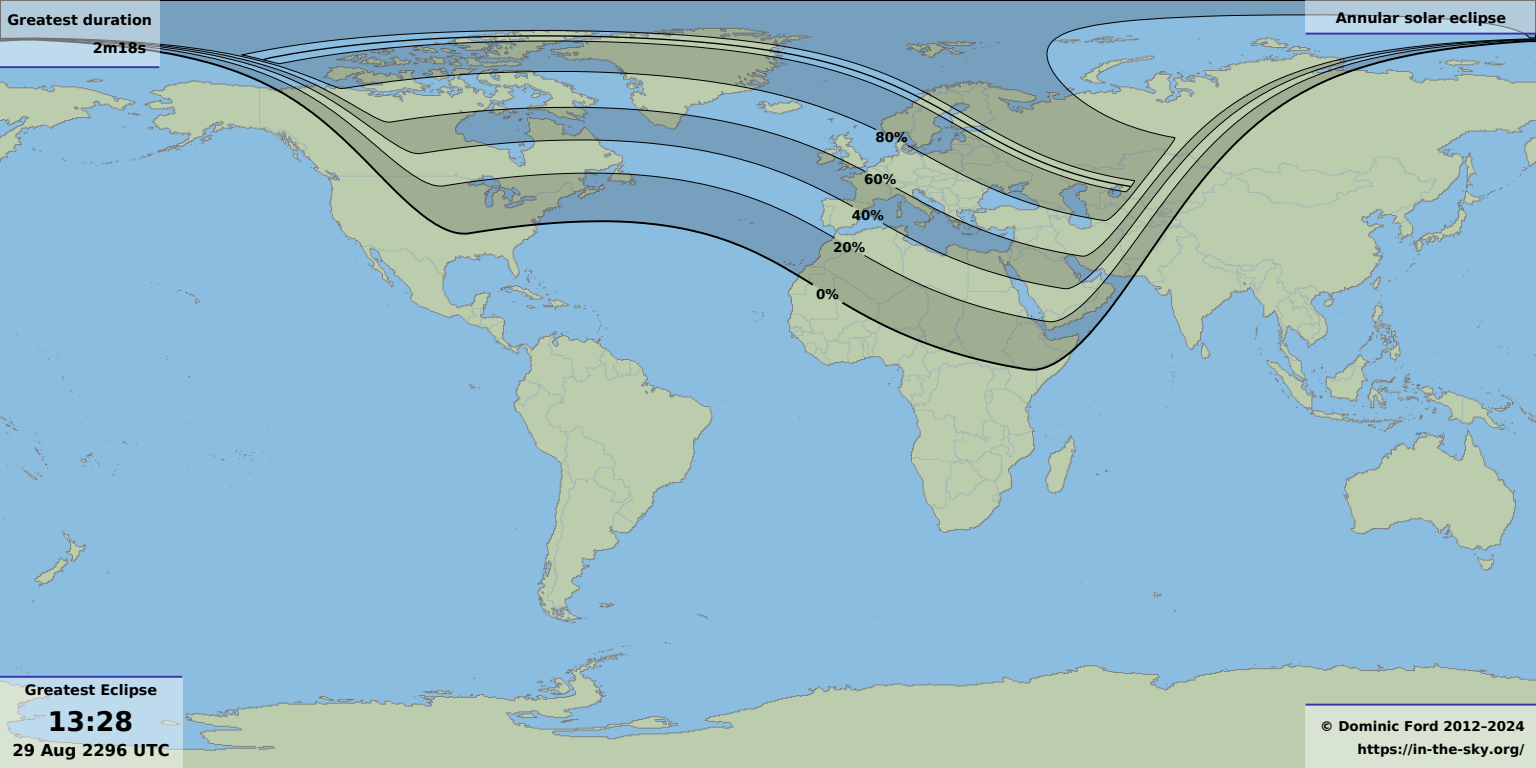 Greatest duration
2m18s
Annular solar eclipse
80%
60%
40%
20%
0%
Greatest Eclipse
13:28
29 Aug 2296 UTC
© Dominic Ford 2012–2024
https://in-the-sky.org/